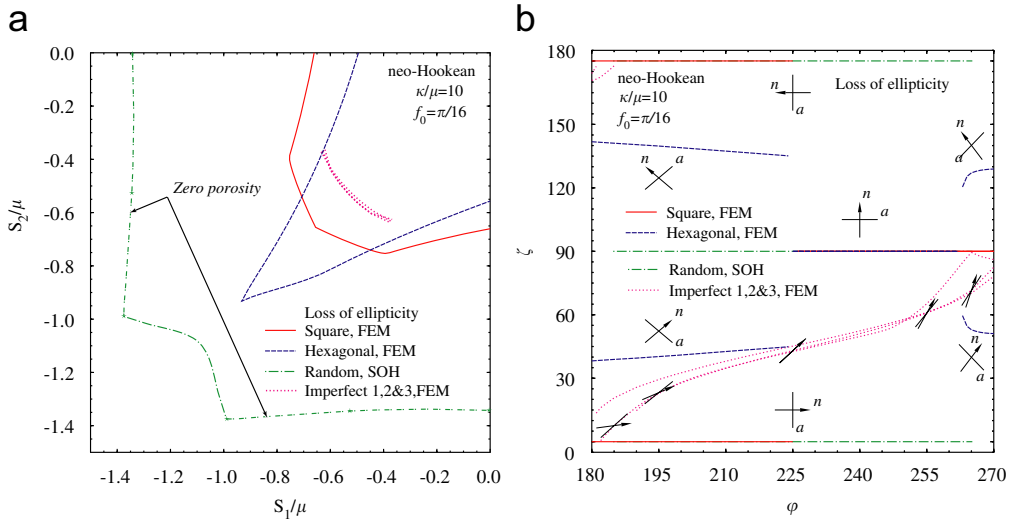 a
0.0
-0.2
-0.4
-0.6
-0.8
-1.0
-1.2
-1.4
S2/μ
-1.4 -1.2 -1.0 -0.8 -0.6 -0.4 -0.2 0.0
S1/μ
neo-Hookean
κ/μ=10
f0=π/16
Zero porosity
Loss of ellipticity
Square, FEM
Hexagonal, FEM
Random, SOH
Imperfect 1,2&3,FEM
b
180
150
120
90
60
30
0
ζ
180 195 210 225 240 255 270
φ
neo-Hookean
κ/μ=10
f0=π/16
Loss of ellipticity
n
a
n
a
n
a
n
a
Square, FEM
Hexagonal, FEM
Random, SOH
Imperfect 1,2&3, FEM
n
a
n
a
n
a